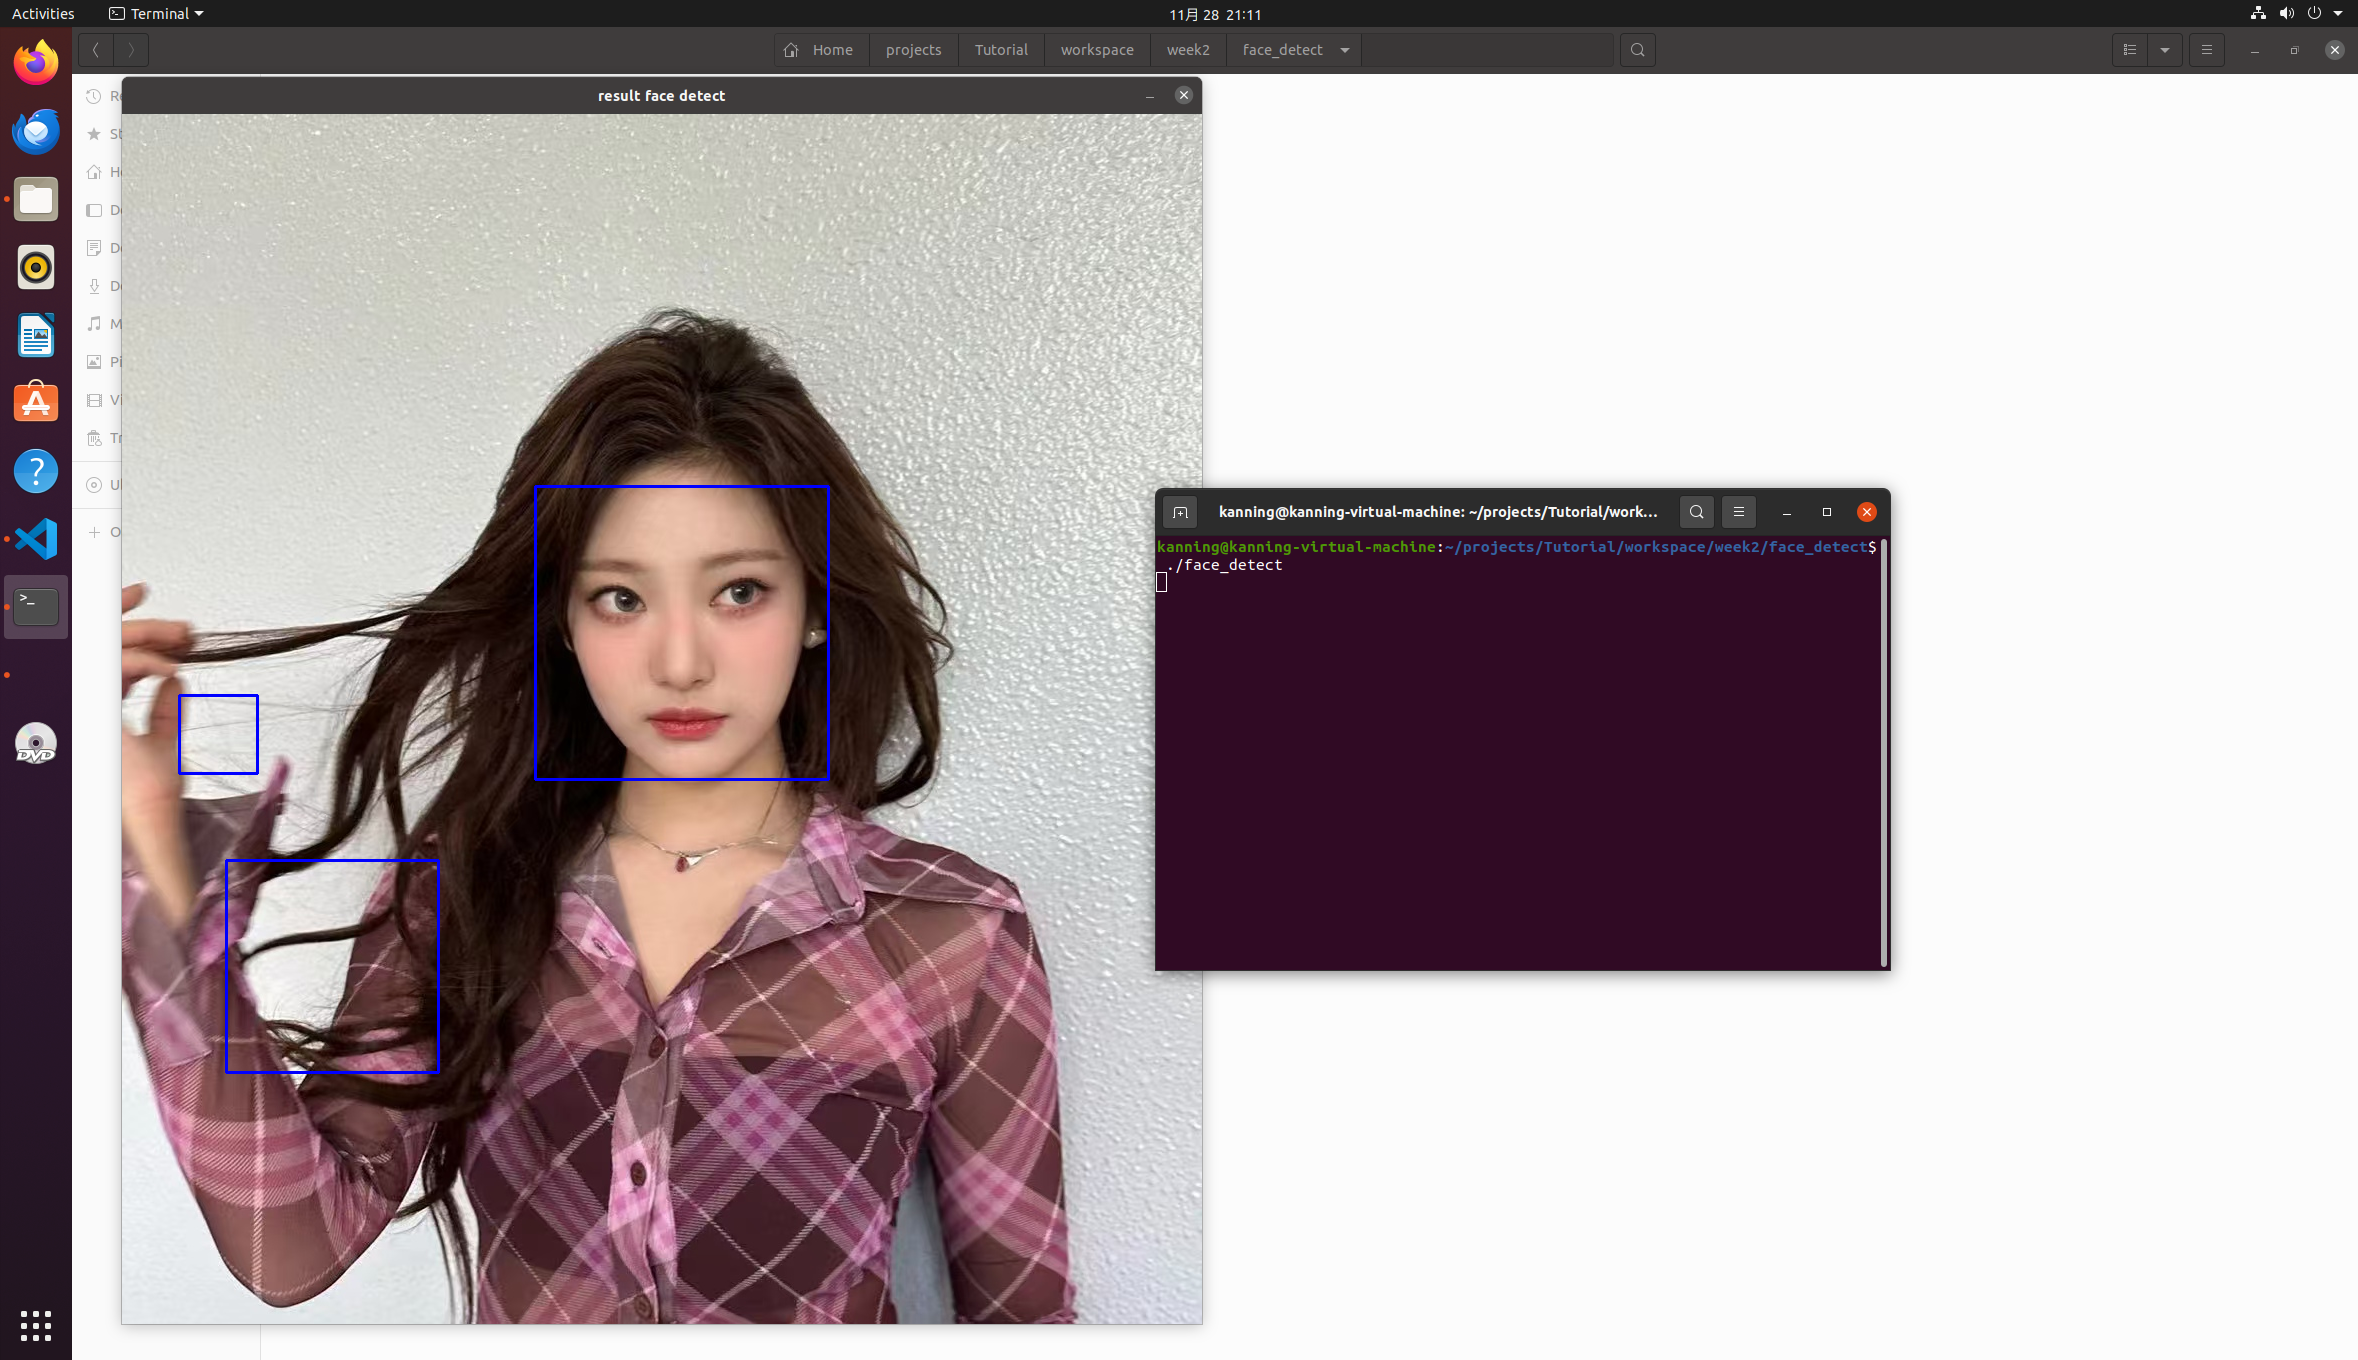 Activities Terminal 11月 28 21:11
Home projects Tutorial workspace week2 face_detect
result face detect
Re
St
Ho
De
Do
Do
M
Pi
Vi
Tr
Ul
O
kanning@kanning-virtual-machine: ~/projects/Tutorial/work...
kanning@kanning-virtual-machine:~/projects/Tutorial/workspace/week2/face_detect$
./face_detect
>_
DVD